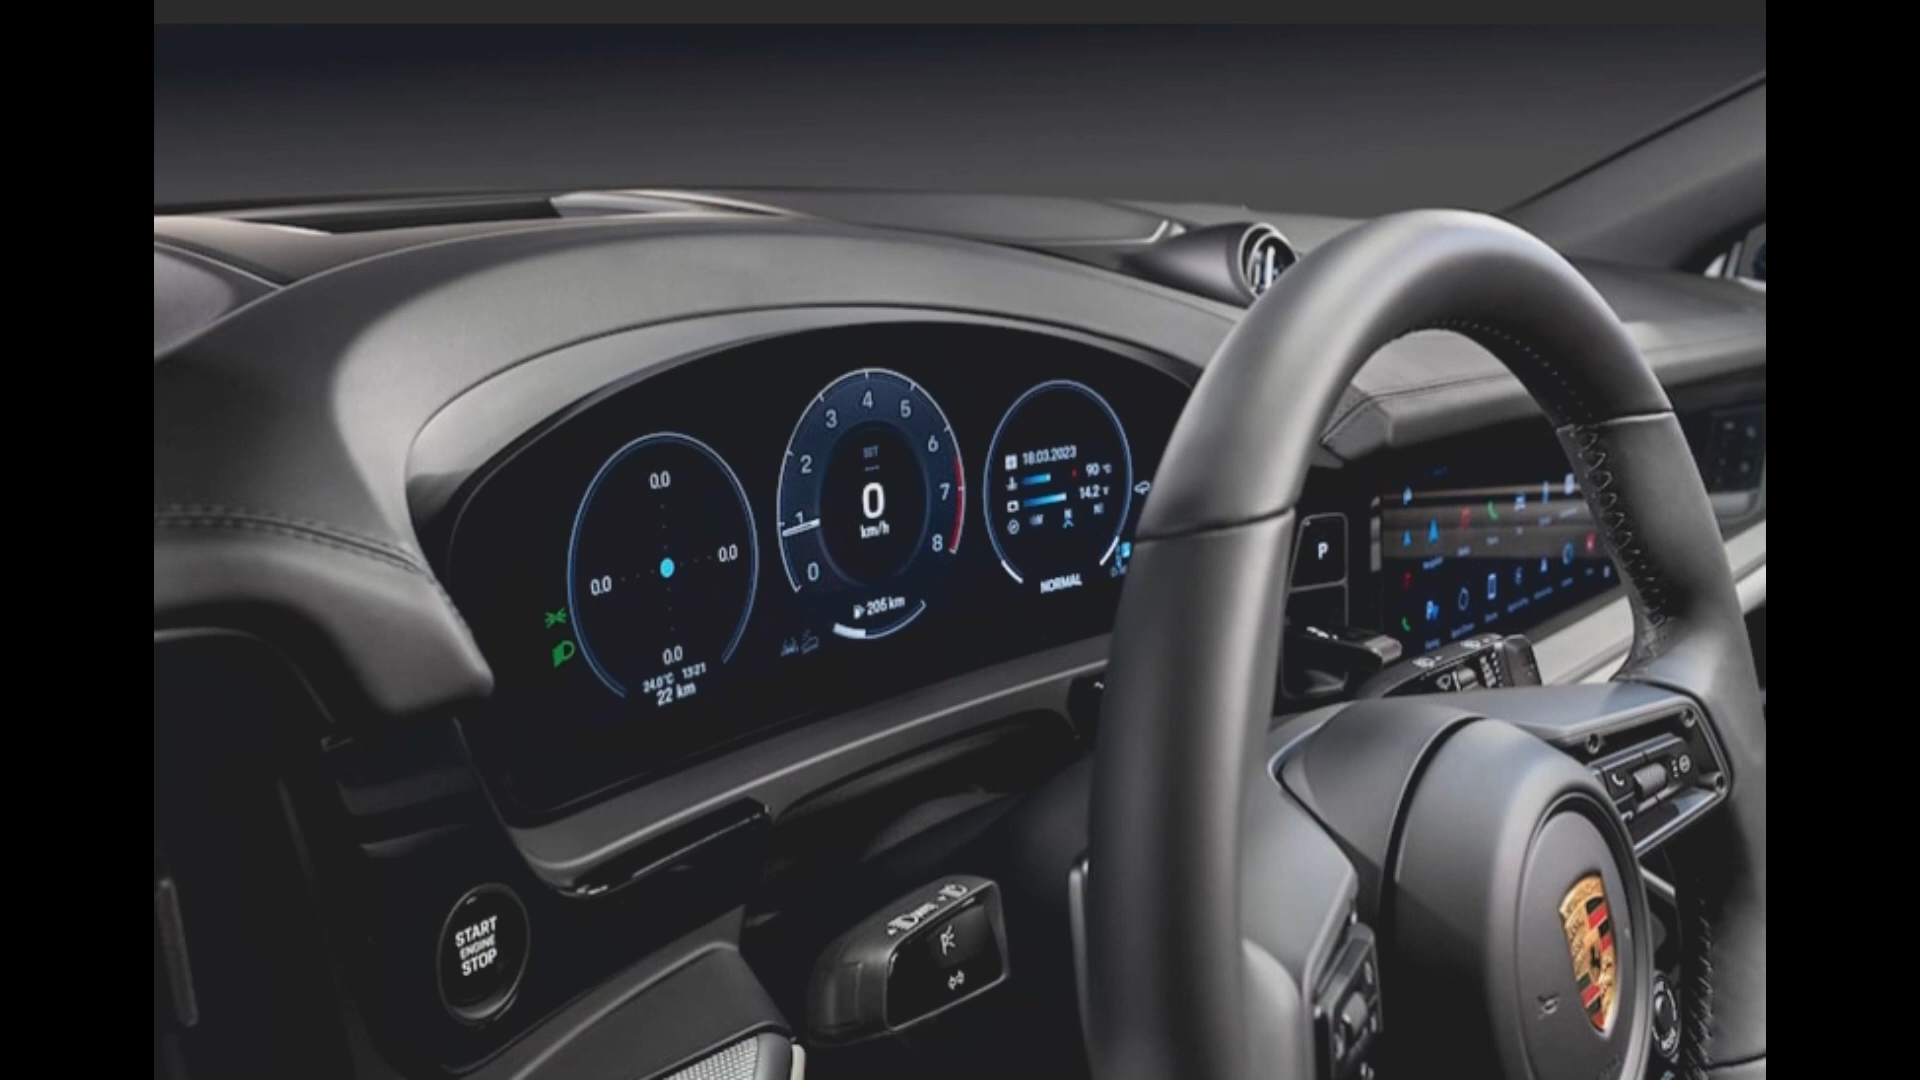 0.0
0.0
0.0
0.0
24.0°C 13:21
22 km
0
1
2
3
4
5
6
7
8
SET
0
km/h
205 km
18.03.2023
90 °C
14.2 V
N
NORMAL
P
START
ENGINE
STOP